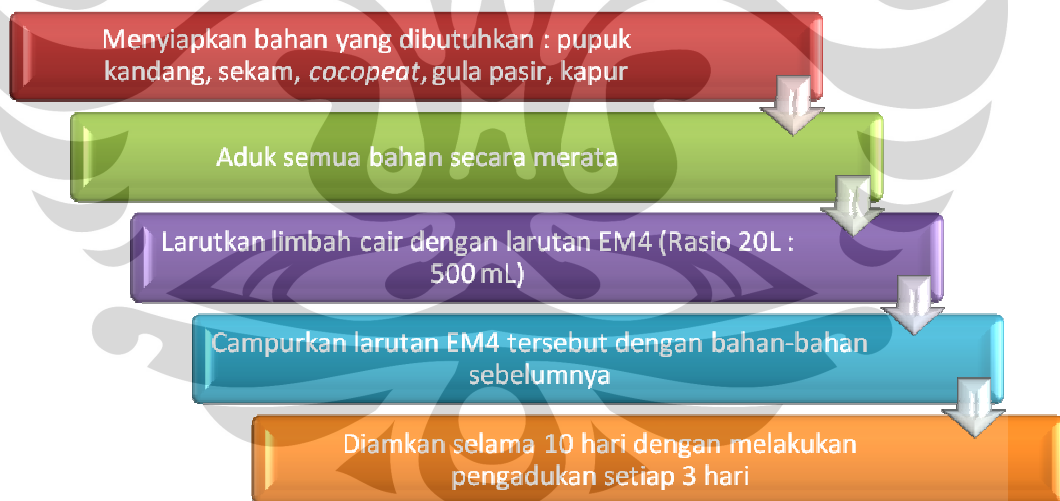 Menyiapkan bahan yang dibutuhkan : pupuk
kandang, sekam, cocopeat, gula pasir, kapur
Aduk semua bahan secara merata
Larutkan limbah cair dengan larutan EM4 (Rasio 20L :
500 mL)
Campurkan larutan EM4 tersebut dengan bahan-bahan
sebelumnya
Diamkan selama 10 hari dengan melakukan
pengadukan setiap 3 hari